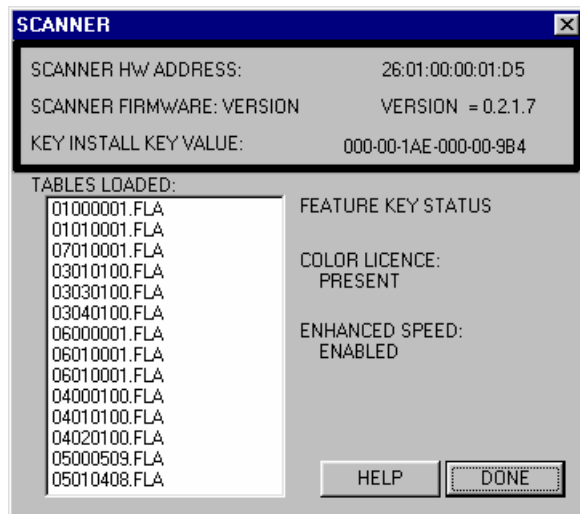 SCANNER
SCANNER HW ADDRESS: 26:01:00:00:01:D5
SCANNER FIRMWARE: VERSION VERSION = 0.2.1.7
KEY INSTALL KEY VALUE: 000-00-1AE-000-00-9B4
TABLES LOADED:
01000001.FLA
01010001.FLA
07010001.FLA
03010100.FLA
03030100.FLA
03040100.FLA
06000001.FLA
06010001.FLA
06010001.FLA
04000100.FLA
04010100.FLA
04020100.FLA
05000509.FLA
05010408.FLA
FEATURE KEY STATUS
COLOR LICENCE:
PRESENT
ENHANCED SPEED:
ENABLED
HELP DONE